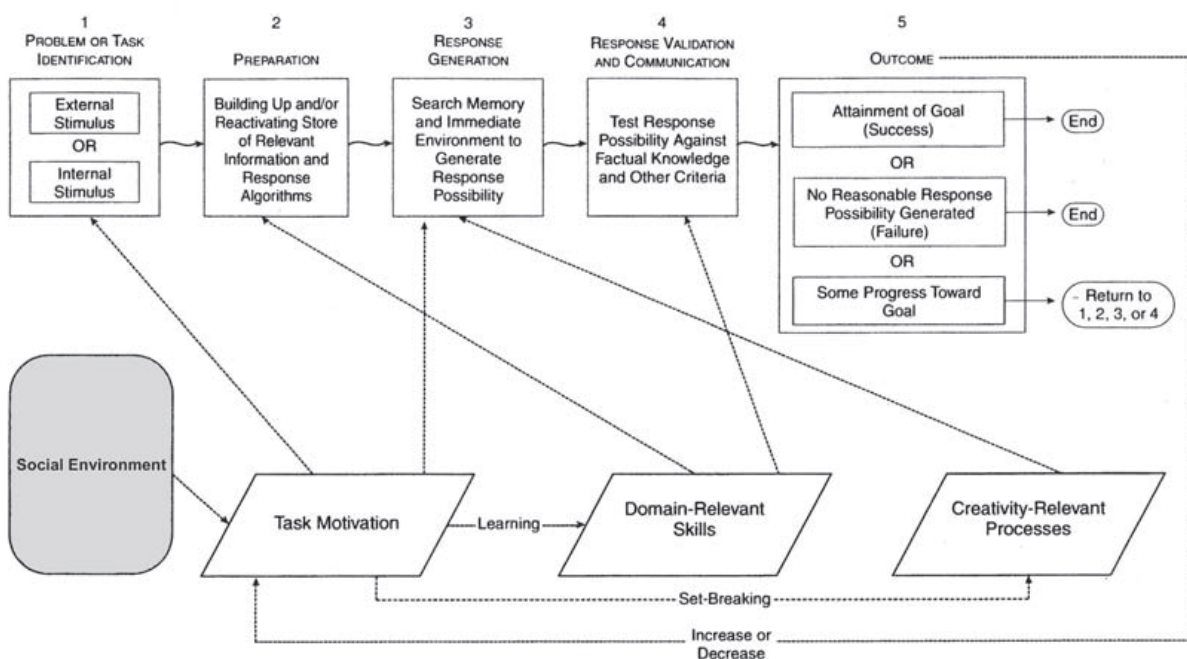 1
PROBLEM OR TASK
IDENTIFICATION
External
Stimulus
OR
Internal
Stimulus
2
PREPARATION
Building Up and/or
Reactivating Store
of Relevant
Information and
Response
Algorithms
3
RESPONSE
GENERATION
Search Memory
and Immediate
Environment to
Generate
Response
Possibility
4
RESPONSE VALIDATION
AND COMMUNICATION
Test Response
Possibility Against
Factual Knowledge
and Other Criteria
5
OUTCOME
Attainment of Goal
(Success)
End
OR
No Reasonable Response
Possibility Generated
(Failure)
End
OR
Some Progress Toward
Goal
Return to
1, 2, 3, or 4
Social Environment
Task Motivation
Learning
Domain-Relevant
Skills
Creativity-Relevant
Processes
Set-Breaking
Increase or
Decrease